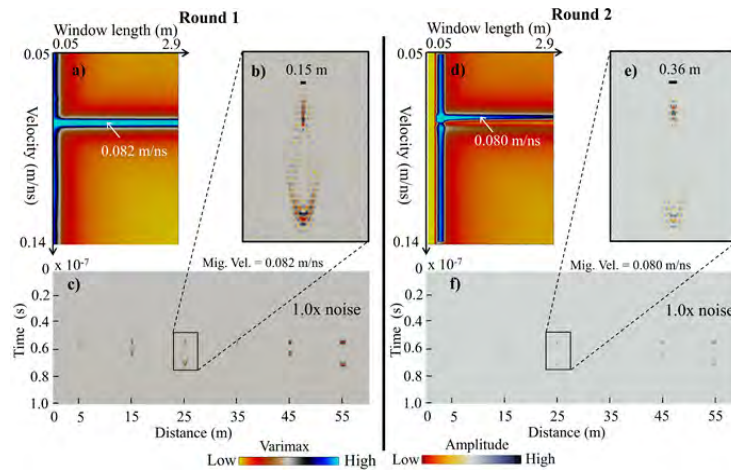 Round 1
Window length (m)
0.05 2.9
0.05
a)
Velocity (m/ns)
0.082 m/ns
0.14
b)
0.15 m
Mig. Vel. = 0.082 m/ns
0 x 10⁻⁷
c)
1.0x noise
Time (s)
0.2
0.4
0.6
0.8
1.0
0 5 15 25 35 45 55
Distance (m)
Varimax
Low High
Round 2
Window length (m)
0.05 2.9
0.05
d)
Velocity (m/ns)
0.080 m/ns
0.14
e)
0.36 m
Mig. Vel. = 0.080 m/ns
0 x 10⁻⁷
f)
1.0x noise
Time (s)
0.2
0.4
0.6
0.8
1.0
0 5 15 25 35 45 55
Distance (m)
Amplitude
Low High